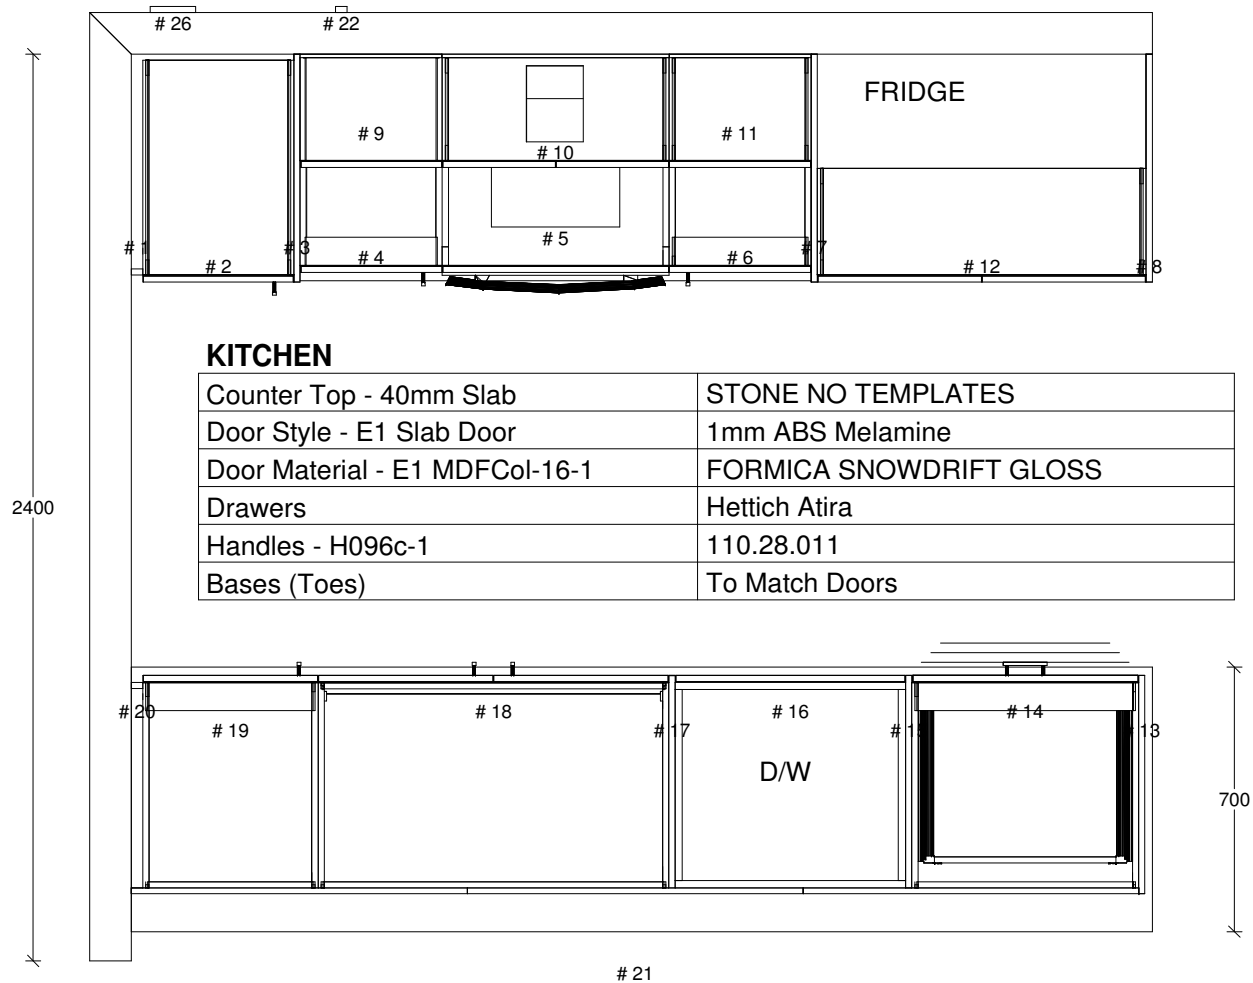 # 26
# 22
FRIDGE
# 9
# 11
# 10
# 5
# 1
# 3
# 7
# 4
# 6
# 2
# 12
# 8
KITCHEN
Counter Top - 40mm Slab
STONE NO TEMPLATES
Door Style - E1 Slab Door
1mm ABS Melamine
Door Material - E1 MDFCol-16-1
FORMICA SNOWDRIFT GLOSS
Drawers
Hettich Atira
Handles - H096c-1
110.28.011
Bases (Toes)
To Match Doors
2400
# 20
# 18
# 16
# 14
# 19
# 17
# 15
# 13
D/W
700
# 21